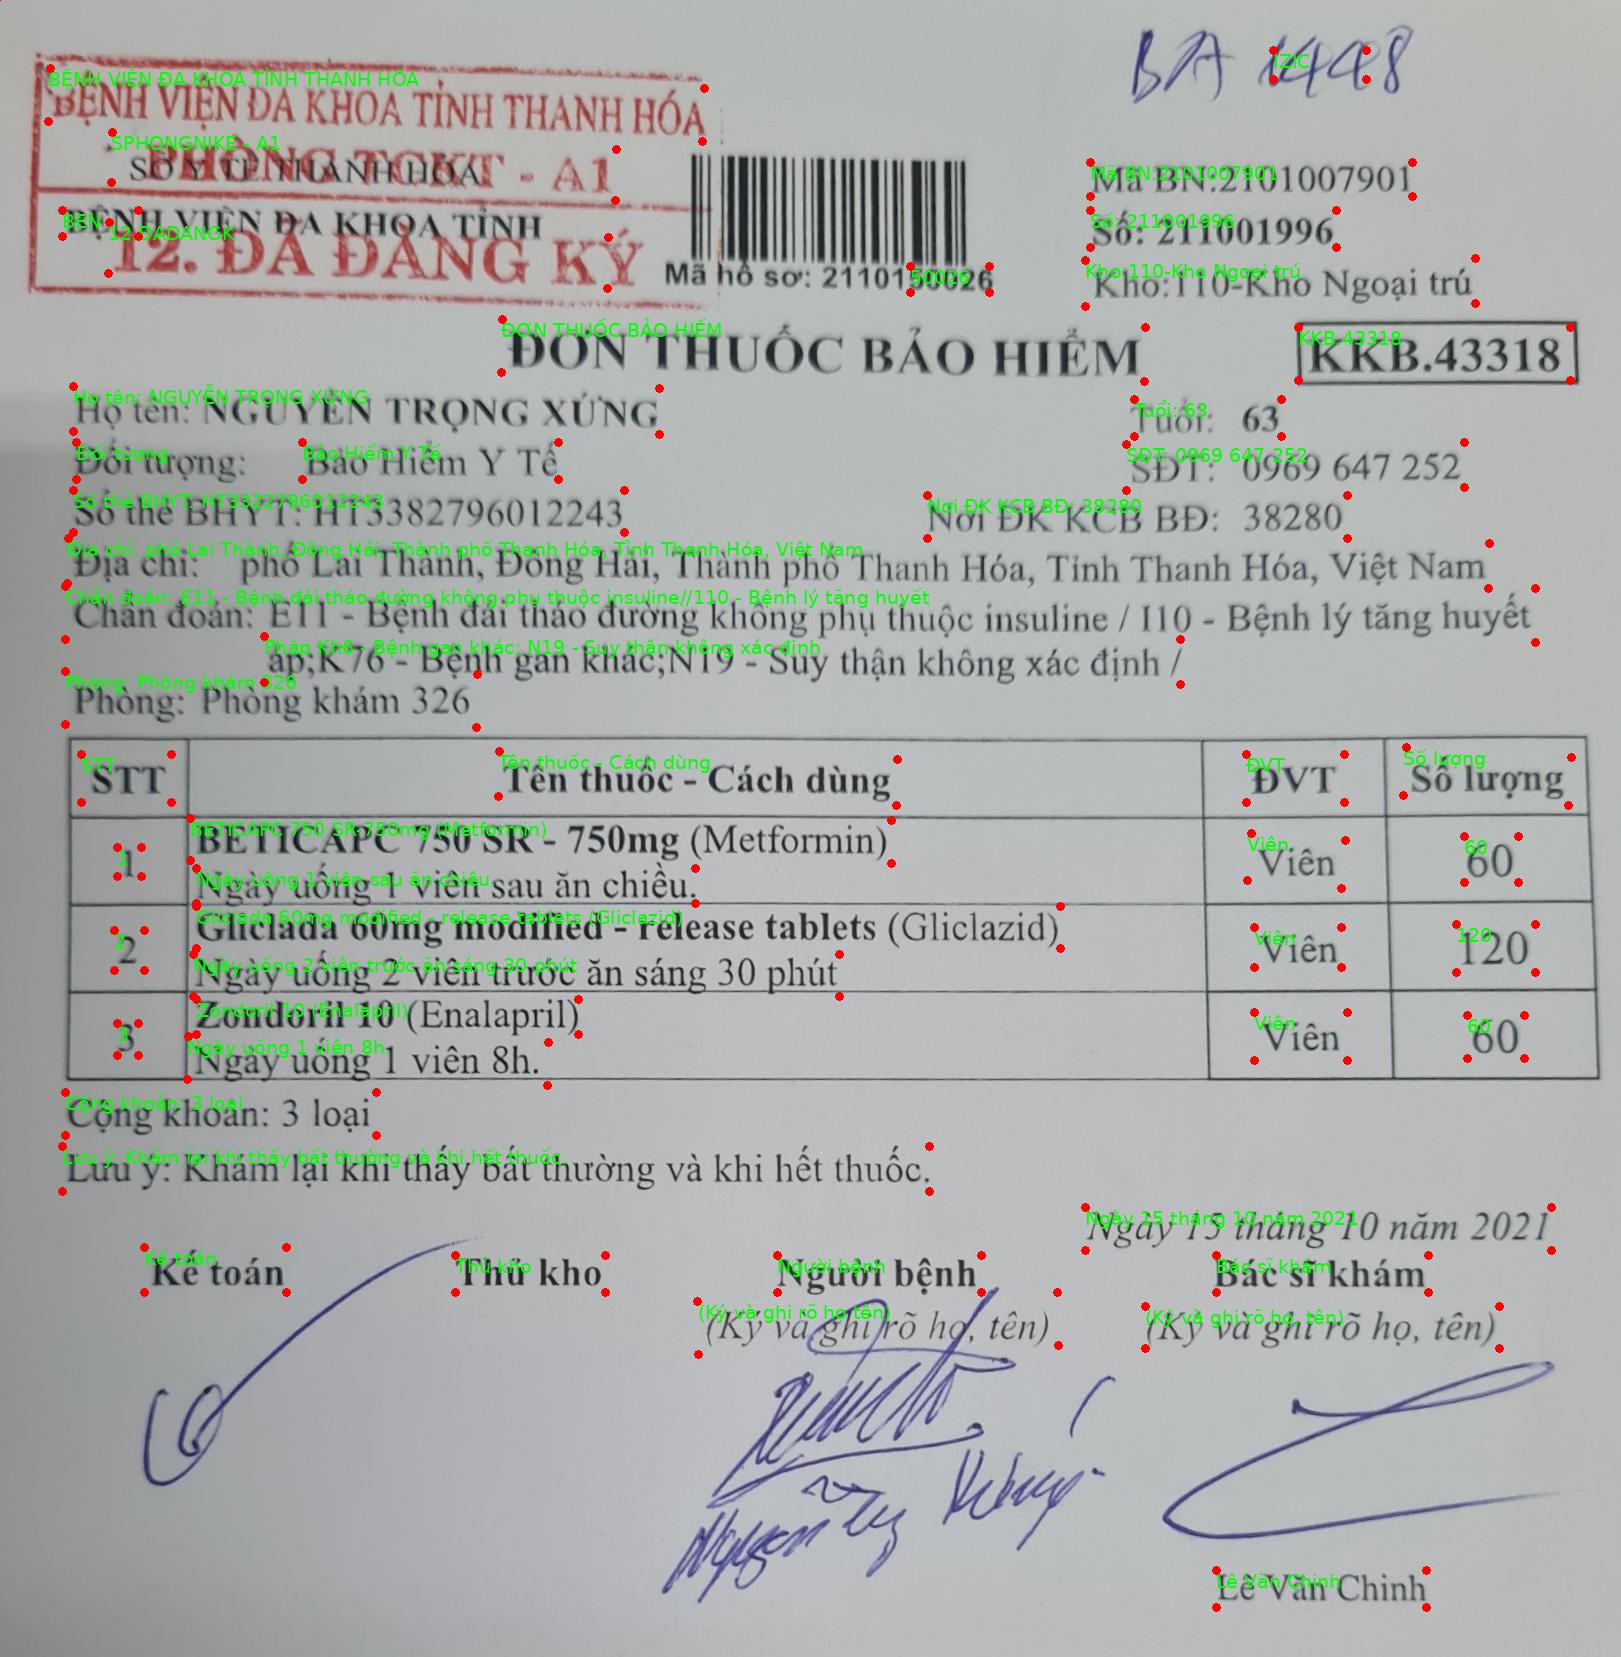 BA 1448
BỆNH VIỆN ĐA KHOA TỈNH THANH HÓA
PHÒNG TCKT - A1
SỞ Y TẾ THANH HÓA
BỆNH VIỆN ĐA KHOA TỈNH
12. ĐÃ ĐĂNG KÝ
Mã hồ sơ: 2110150026
Mã BN:2101007901
Số: 211001996
Kho:110-Kho Ngoại trú
ĐƠN THUỐC BẢO HIỂM
KKB.43318
Họ tên: NGUYỄN TRỌNG XỨNG Tuổi: 63
Đối tượng: Bảo Hiểm Y Tế SĐT: 0969 647 252
Số thẻ BHYT: HT3382796012243 Nơi ĐK KCB BĐ: 38280
Địa chỉ: phố Lai Thành, Đông Hải, Thành phố Thanh Hóa, Tỉnh Thanh Hóa, Việt Nam
Chẩn đoán: E11 - Bệnh đái tháo đường không phụ thuộc insuline / I10 - Bệnh lý tăng huyết
áp;K76 - Bệnh gan khác;N19 - Suy thận không xác định /
Phòng: Phòng khám 326
STT Tên thuốc - Cách dùng ĐVT Số lượng
1 BETICAPC 750 SR - 750mg (Metformin) Viên 60
Ngày uống 1 viên sau ăn chiều.
2 Gliclada 60mg modified - release tablets (Gliclazid) Viên 120
Ngày uống 2 viên trước ăn sáng 30 phút
3 Zondoril 10 (Enalapril) Viên 60
Ngày uống 1 viên 8h.
Cộng khoản: 3 loại
Lưu ý: Khám lại khi thấy bất thường và khi hết thuốc.
Ngày 15 tháng 10 năm 2021
Kế toán Thủ kho Người bệnh Bác sĩ khám
(Ký và ghi rõ họ, tên) (Ký và ghi rõ họ, tên)
Lê Văn Chinh